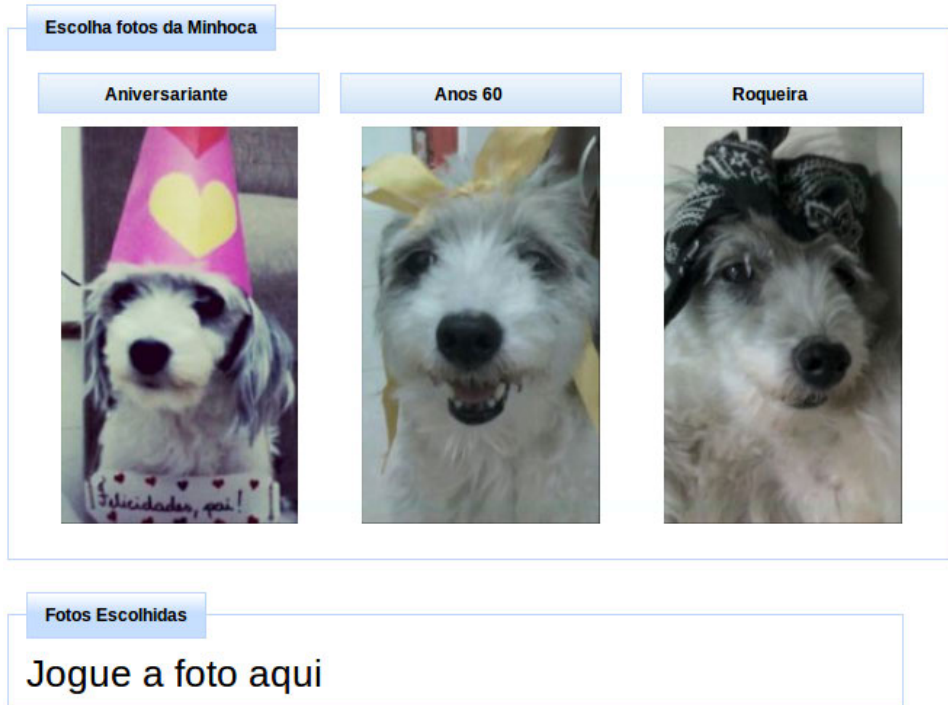 Escolha fotos da Minhoca
Aniversariante
Anos 60
Roqueira
Felicidades, pai!
Fotos Escolhidas
Jogue a foto aqui